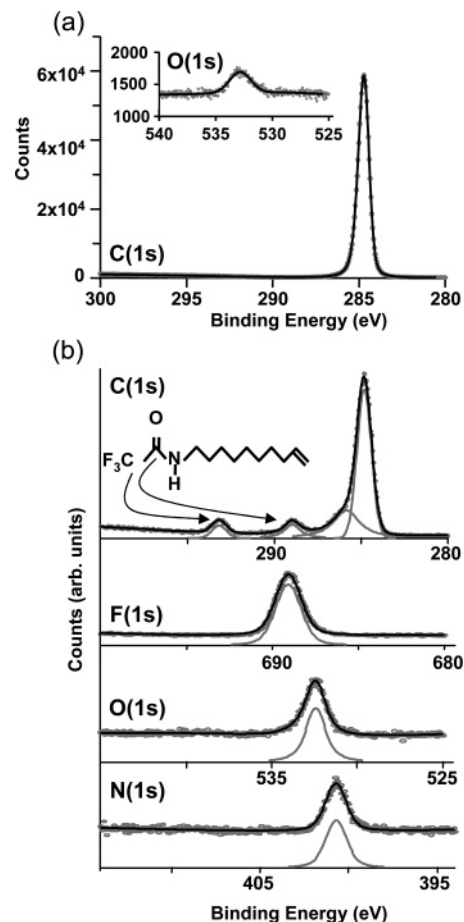 (a)
O(1s)
2000
1500
1000
540 535 530 525
6x10⁴
4x10⁴
2x10⁴
0
Counts
C(1s)
300 295 290 285 280
Binding Energy (eV)
(b)
C(1s)
O
F₃C N
H
290 280
F(1s)
690 680
O(1s)
535 525
N(1s)
405 395
Counts (arb. units)
Binding Energy (eV)